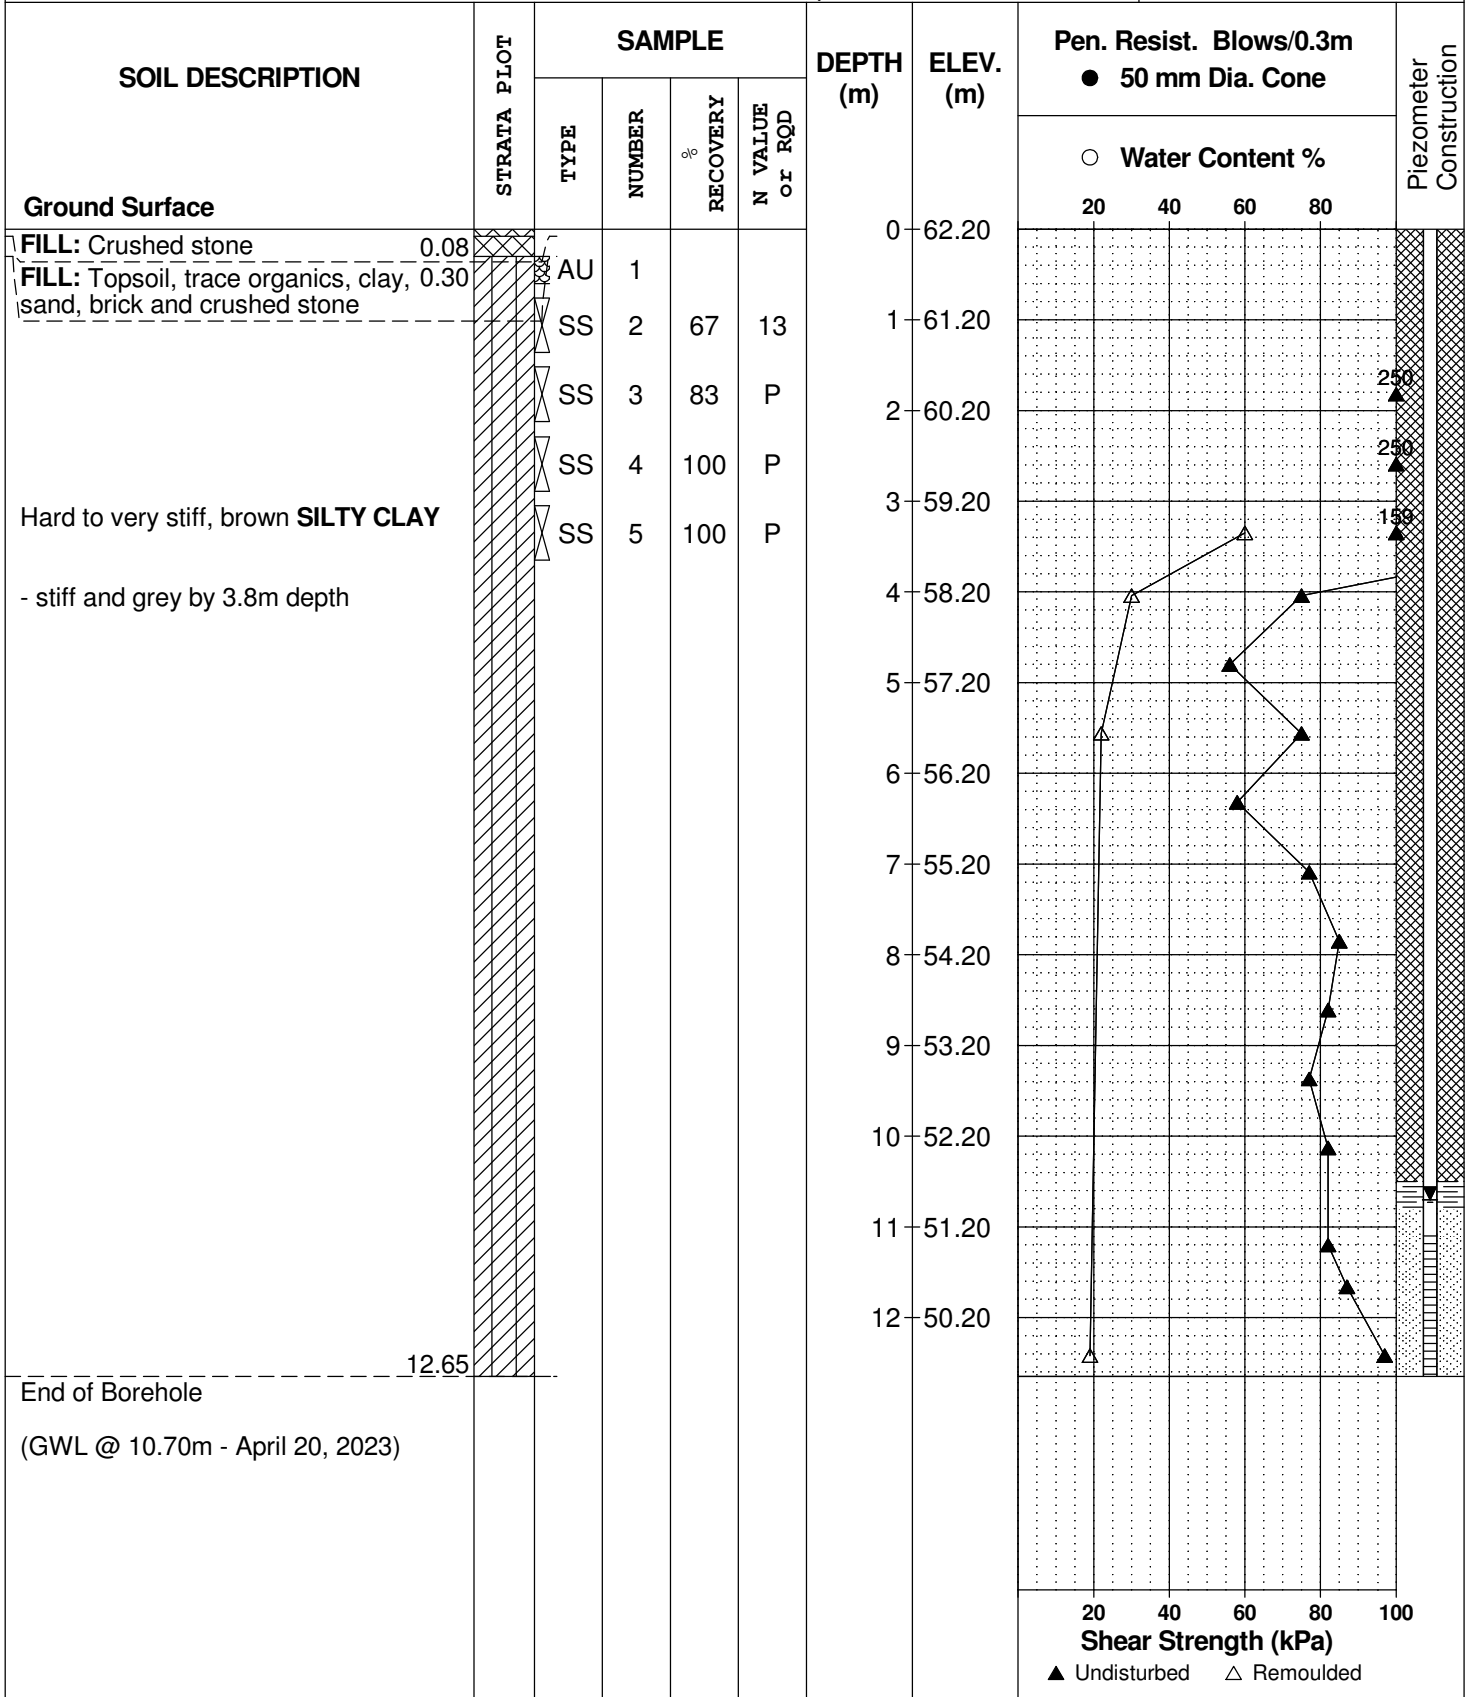 SOIL DESCRIPTION
STRATA PLOT
SAMPLE
TYPE
NUMBER
% RECOVERY
N VALUE or RQD
DEPTH (m)
ELEV. (m)
Pen. Resist. Blows/0.3m
● 50 mm Dia. Cone
○ Water Content %
Piezometer Construction
20 40 60 80
Ground Surface
0 62.20
FILL: Crushed stone 0.08
FILL: Topsoil, trace organics, clay, 0.30
sand, brick and crushed stone
AU 1
SS 2 67 13
1 61.20
SS 3 83 P
250
2 60.20
SS 4 100 P
250
3 59.20
Hard to very stiff, brown SILTY CLAY
SS 5 100 P
159
4 58.20
- stiff and grey by 3.8m depth
5 57.20
6 56.20
7 55.20
8 54.20
9 53.20
10 52.20
11 51.20
12 50.20
12.65
End of Borehole
(GWL @ 10.70m - April 20, 2023)
20 40 60 80 100
Shear Strength (kPa)
▲ Undisturbed △ Remoulded